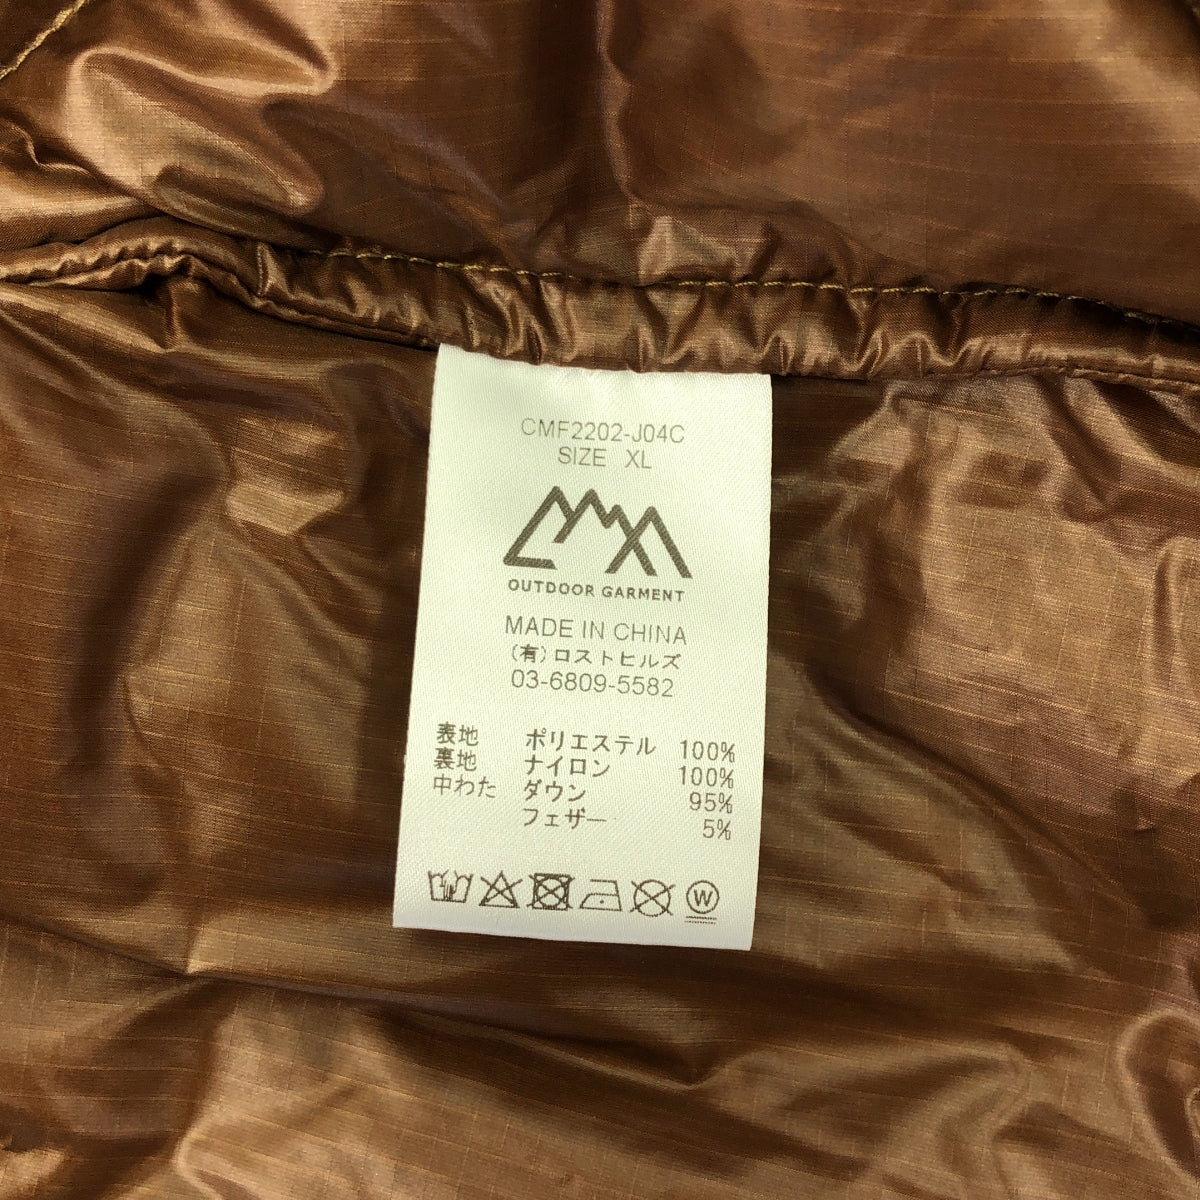 CMF2202-J04C
SIZE XL
OUTDOOR GARMENT
MADE IN CHINA
(有)ロストヒルズ
03-6809-5582
表地 ポリエステル 100%
裏地 ナイロン 100%
中わた ダウン 95%
フェザー 5%
W